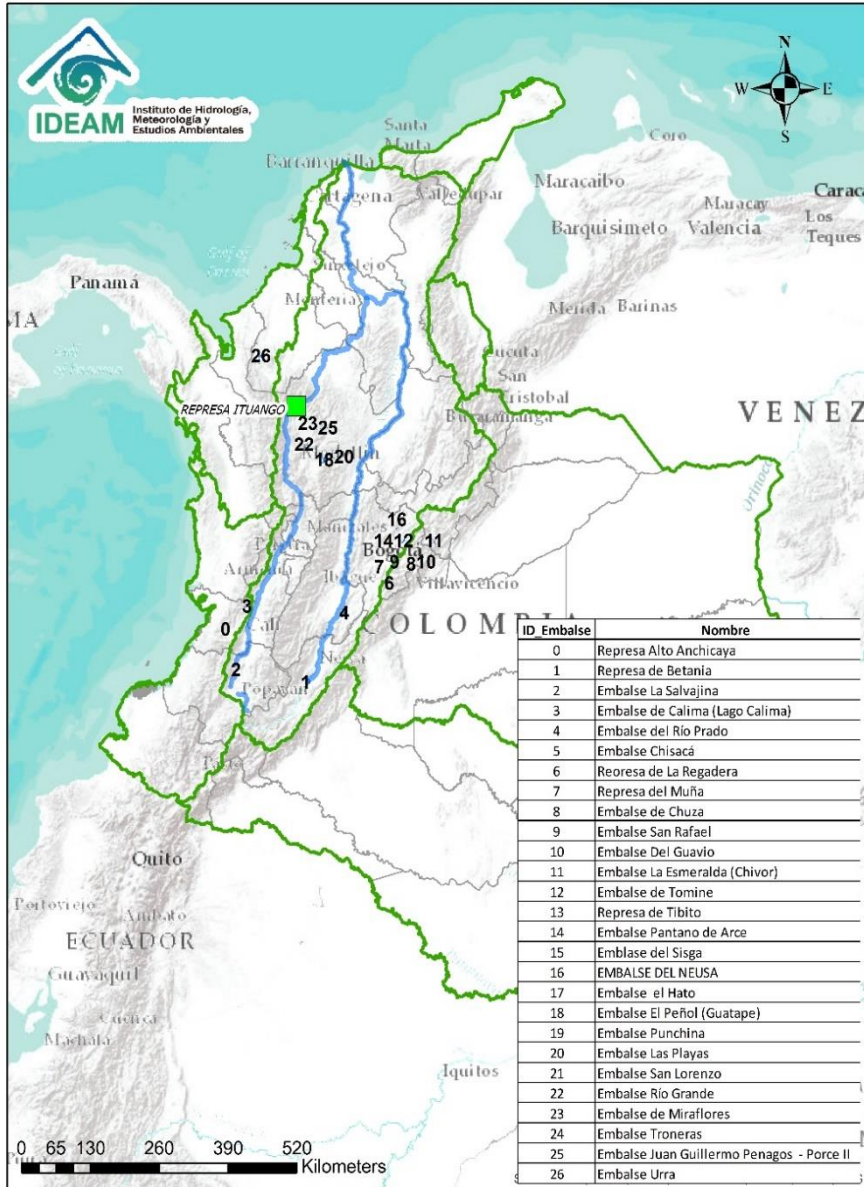 IDEAM
Instituto de Hidrología,
Meteorología y
Estudios Ambientales
N
W
E
S
Santa
Marta
Barranquilla
Coro
Maracaibo
Valledupar
Caraca
Maracay
Los
Teques
Barquisimeto
Valencia
Panamá
MA
Montería
Merida
Barinas
26
San
Cristobal
REPRESA ITUANGO
23
25
Bucaramanga
VENEZ
22
18
20
Orinoco
16
Manizales
14
12
11
Bogotá
7
9
8
10
Armenia
Ibague
6
Villavicencio
3
4
0
Cali
COLOMBIA
Neiva
2
1
Popayan
Pasto
Quito
Portoviejo
Ambato
ECUADOR
Guayaquil
Cuenca
Machala
Iquitos
ID_Embalse Nombre
0 Represa Alto Anchicaya
1 Represa de Betania
2 Embalse La Salvajina
3 Embalse de Calima (Lago Calima)
4 Embalse del Río Prado
5 Embalse Chisacá
6 Reoresa de La Regadera
7 Represa del Muña
8 Embalse de Chuza
9 Embalse San Rafael
10 Embalse Del Guavio
11 Embalse La Esmeralda (Chivor)
12 Embalse de Tomine
13 Represa de Tibito
14 Embalse Pantano de Arce
15 Emblase del Sisga
16 EMBALSE DEL NEUSA
17 Embalse el Hato
18 Embalse El Peñol (Guatape)
19 Embalse Punchina
20 Embalse Las Playas
21 Embalse San Lorenzo
22 Embalse Río Grande
23 Embalse de Miraflores
24 Embalse Troneras
25 Embalse Juan Guillermo Penagos - Porce II
26 Embalse Urra
0 65 130 260 390 520
Kilometers